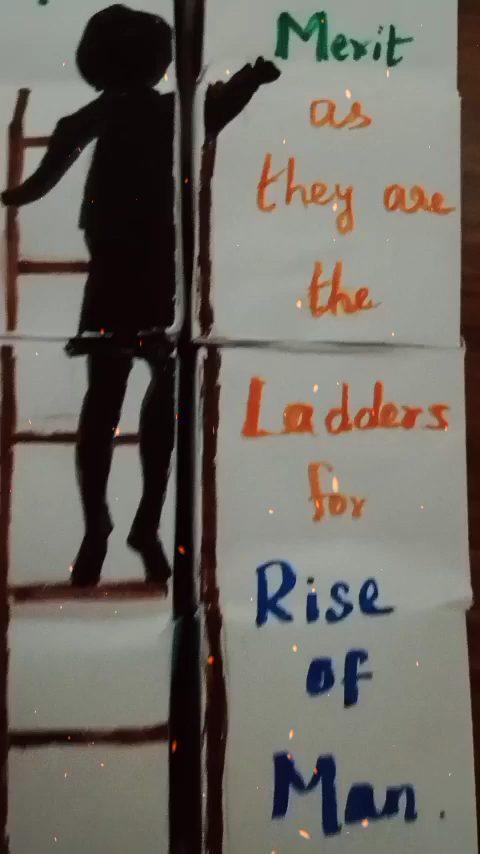 Merit
as
they are
the
Ladders
for
Rise
of
Man.